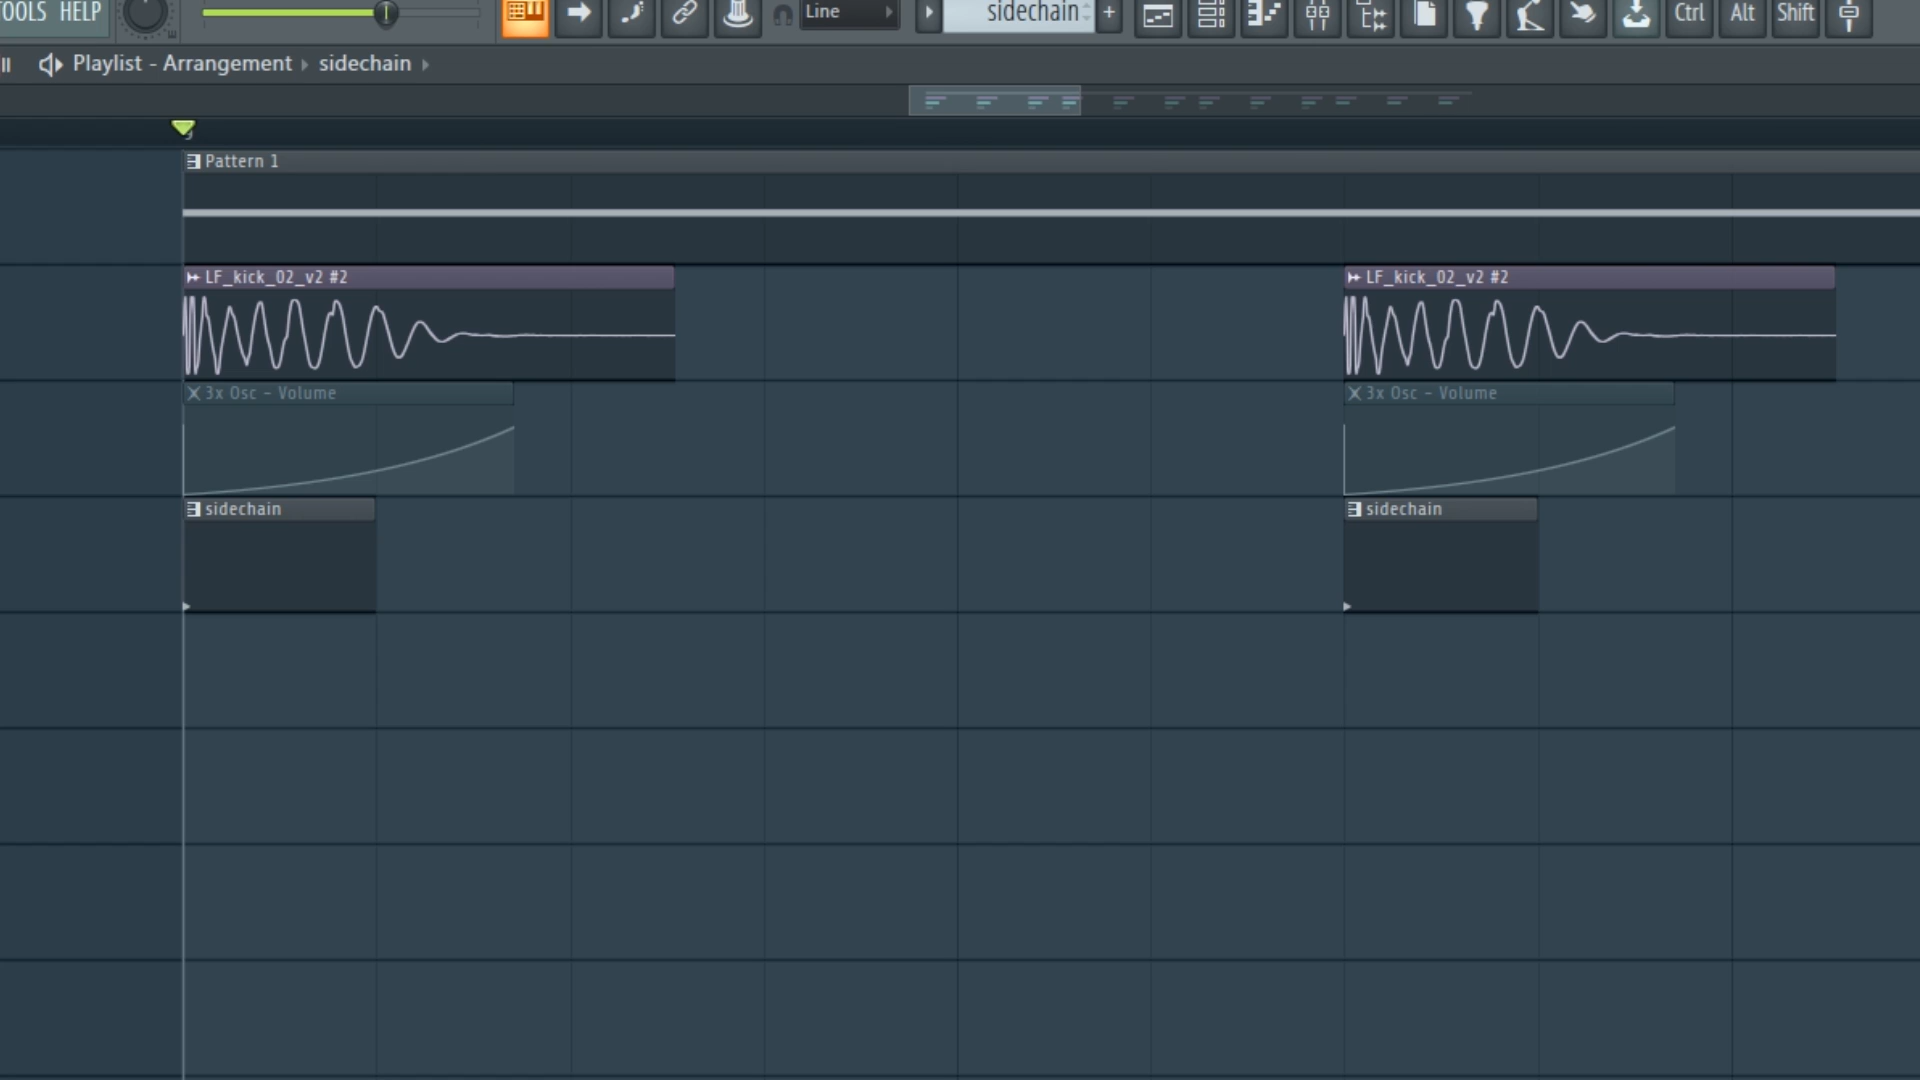 TOOLS HELP
Line
sidechain
+
Ctrl
Alt
Shift
Playlist - Arrangement
sidechain
Pattern 1
LF_kick_02_v2 #2
LF_kick_02_v2 #2
3x Osc - Volume
3x Osc - Volume
sidechain
sidechain